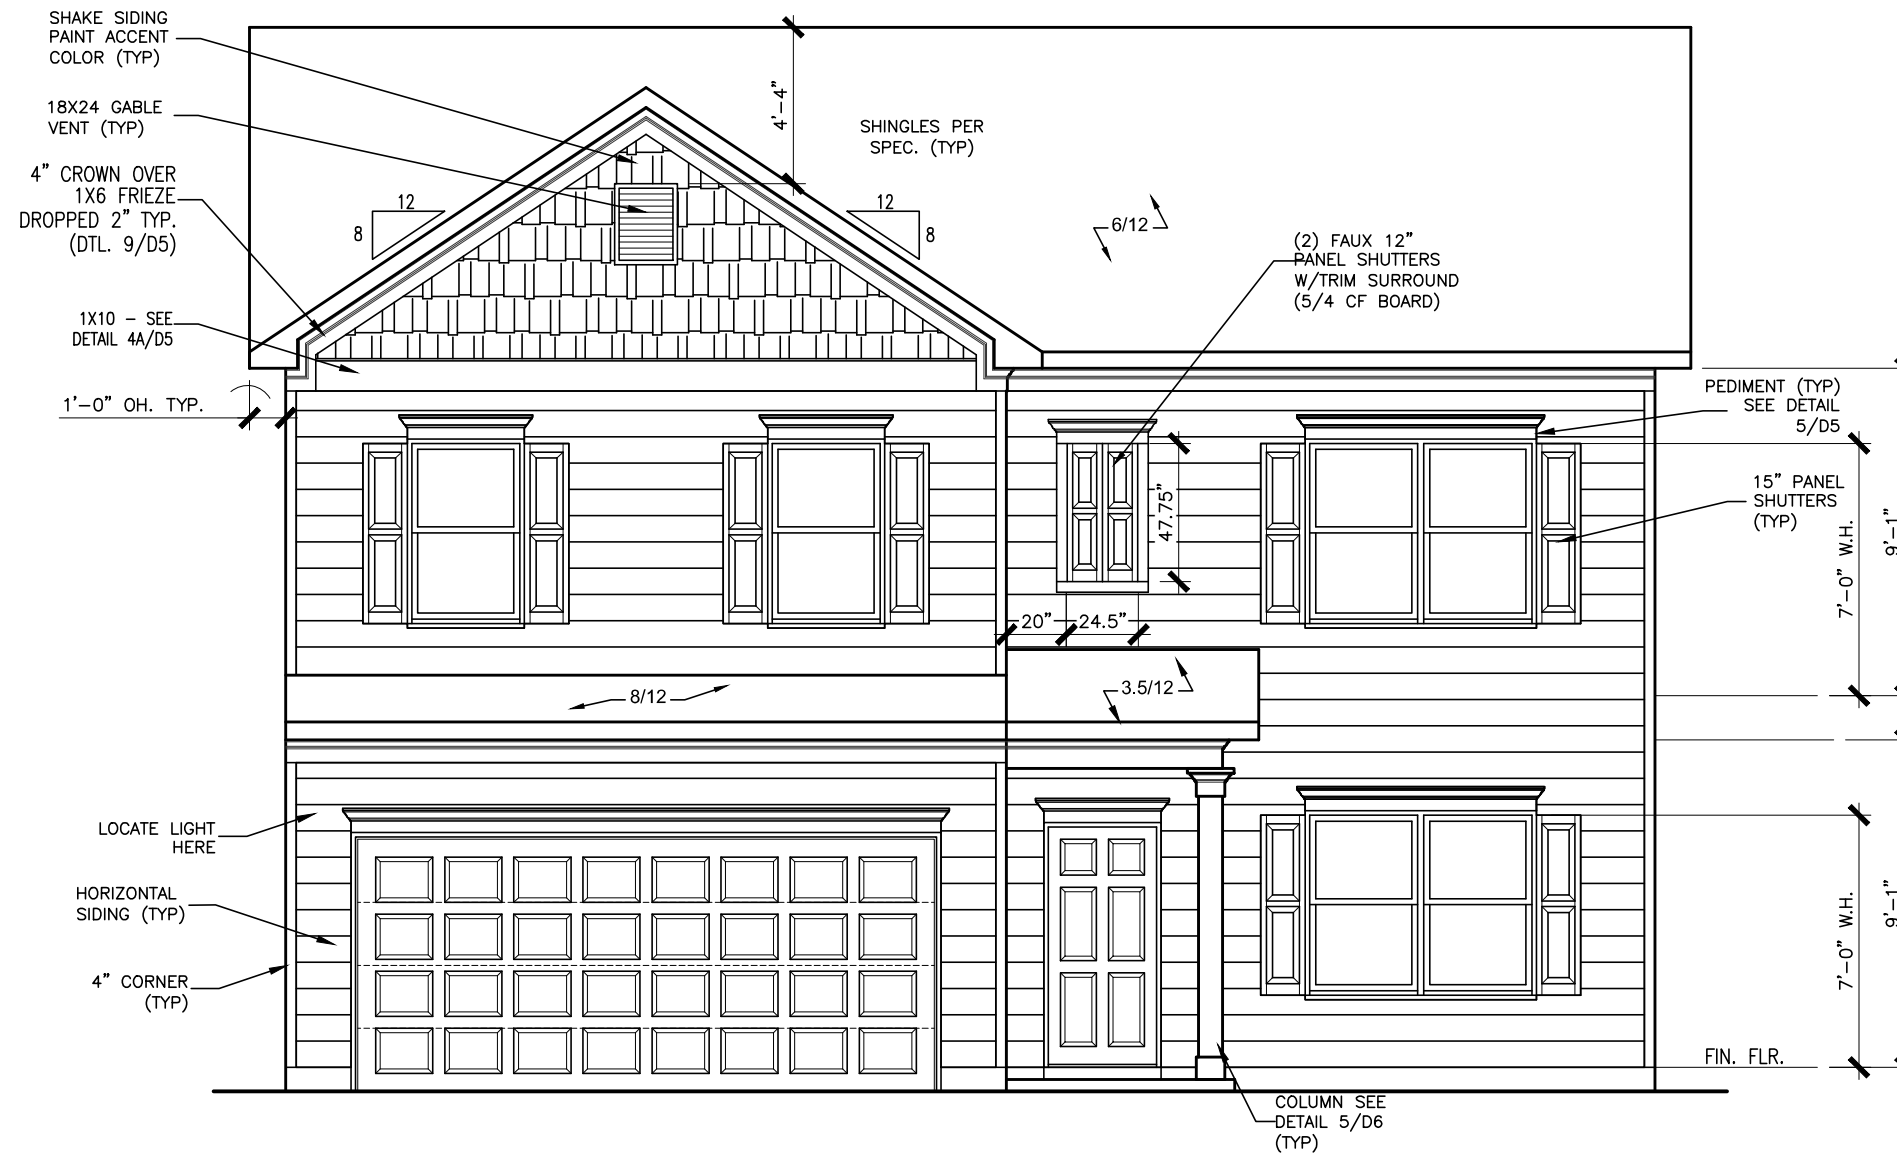 SHAKE SIDING
PAINT ACCENT
COLOR (TYP)
18X24 GABLE
VENT (TYP)
4" CROWN OVER
1X6 FRIEZE
DROPPED 2" TYP.
(DTL. 9/D5)
1X10 – SEE
DETAIL 4A/D5
1'–0" OH. TYP.
12
8
12
8
4'–4"
SHINGLES PER
SPEC. (TYP)
6/12
(2) FAUX 12"
PANEL SHUTTERS
W/TRIM SURROUND
(5/4 CF BOARD)
PEDIMENT (TYP)
SEE DETAIL
5/D5
15" PANEL
SHUTTERS
(TYP)
47.75"
20"
24.5"
7'–0" W.H.
9'–1"
8/12
3.5/12
LOCATE LIGHT
HERE
HORIZONTAL
SIDING (TYP)
4" CORNER
(TYP)
7'–0" W.H.
9'–1"
FIN. FLR.
COLUMN SEE
DETAIL 5/D6
(TYP)